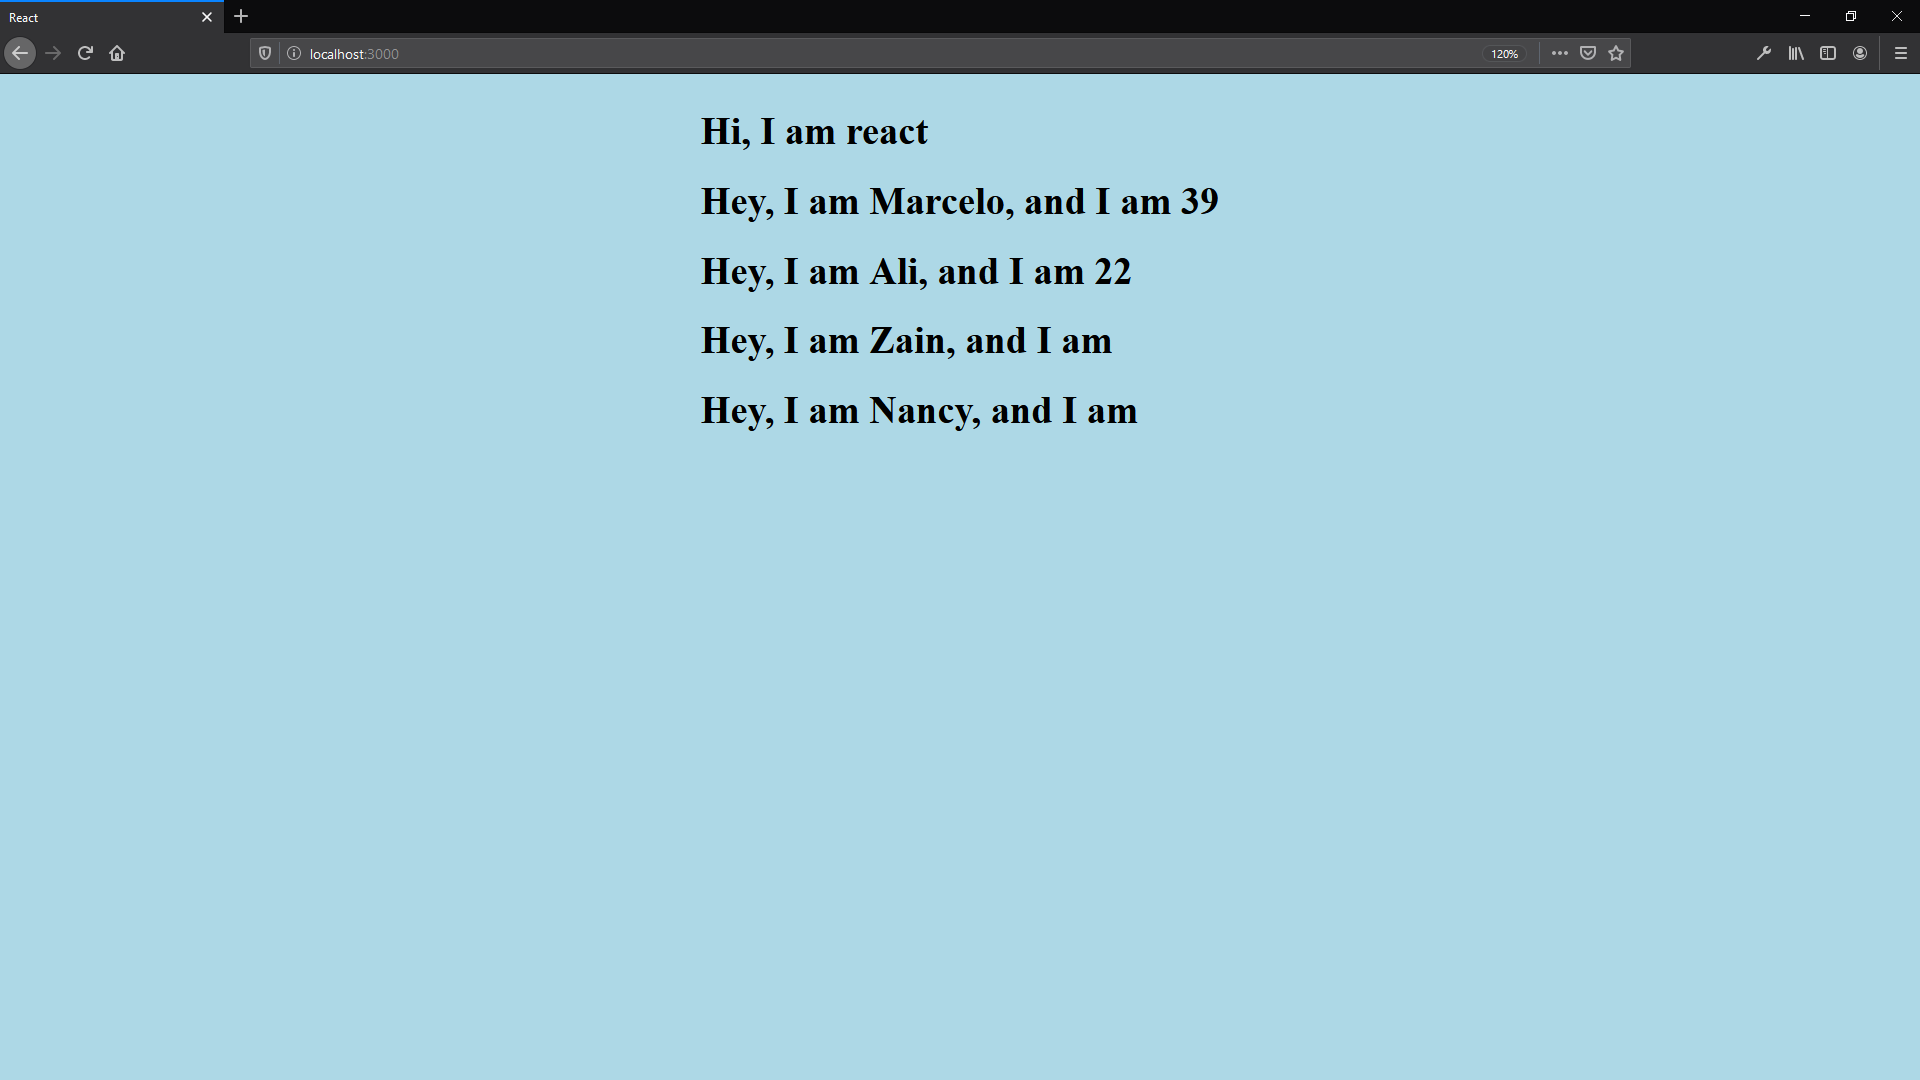 React
localhost:3000
120%
Hi, I am react
Hey, I am Marcelo, and I am 39
Hey, I am Ali, and I am 22
Hey, I am Zain, and I am
Hey, I am Nancy, and I am